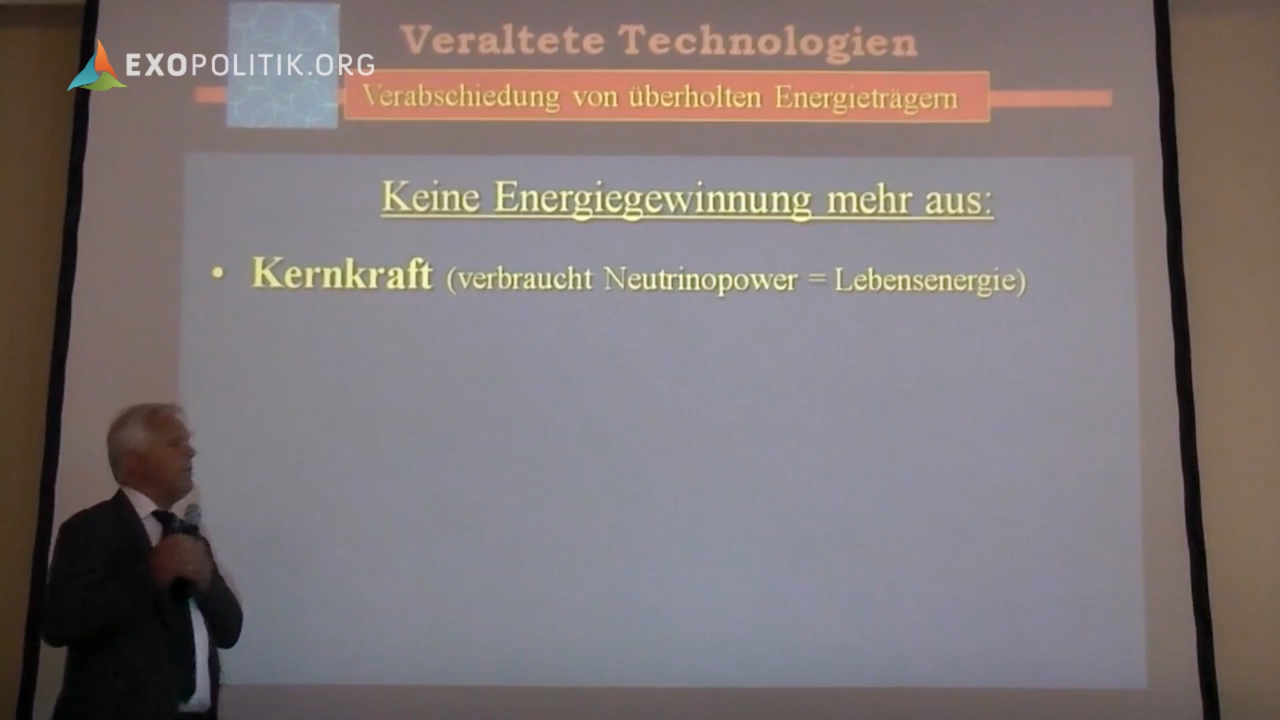 EXOPOLITIK.ORG
Veraltete Technologien
Verabschiedung von überholten Energieträgern
Keine Energiegewinnung mehr aus:
• Kernkraft (verbraucht Neutrinopower = Lebensenergie)